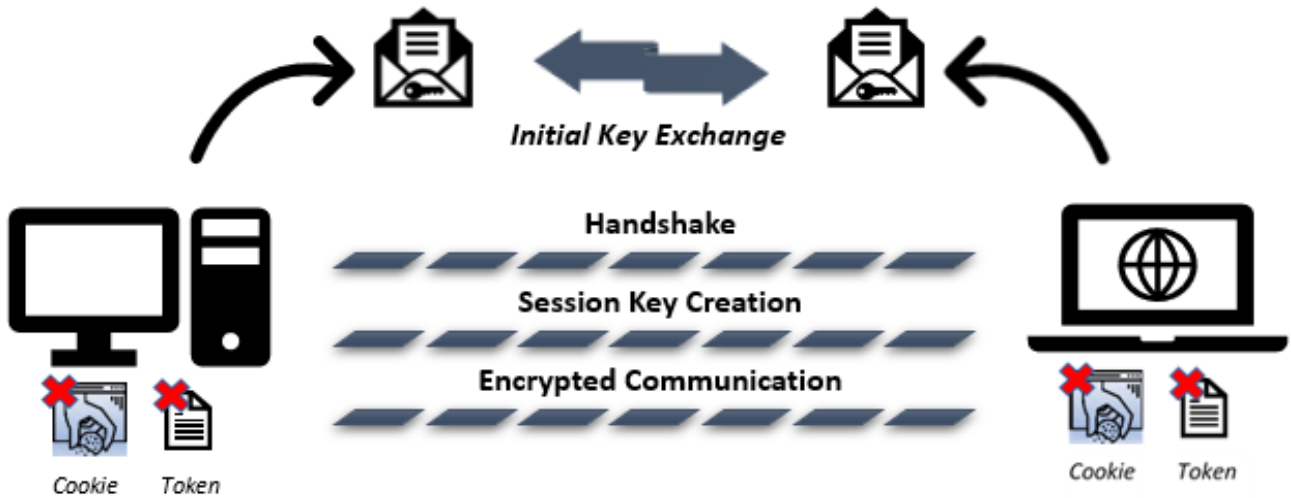 Initial Key Exchange
Handshake
Session Key Creation
Encrypted Communication
Cookie Token
Cookie Token